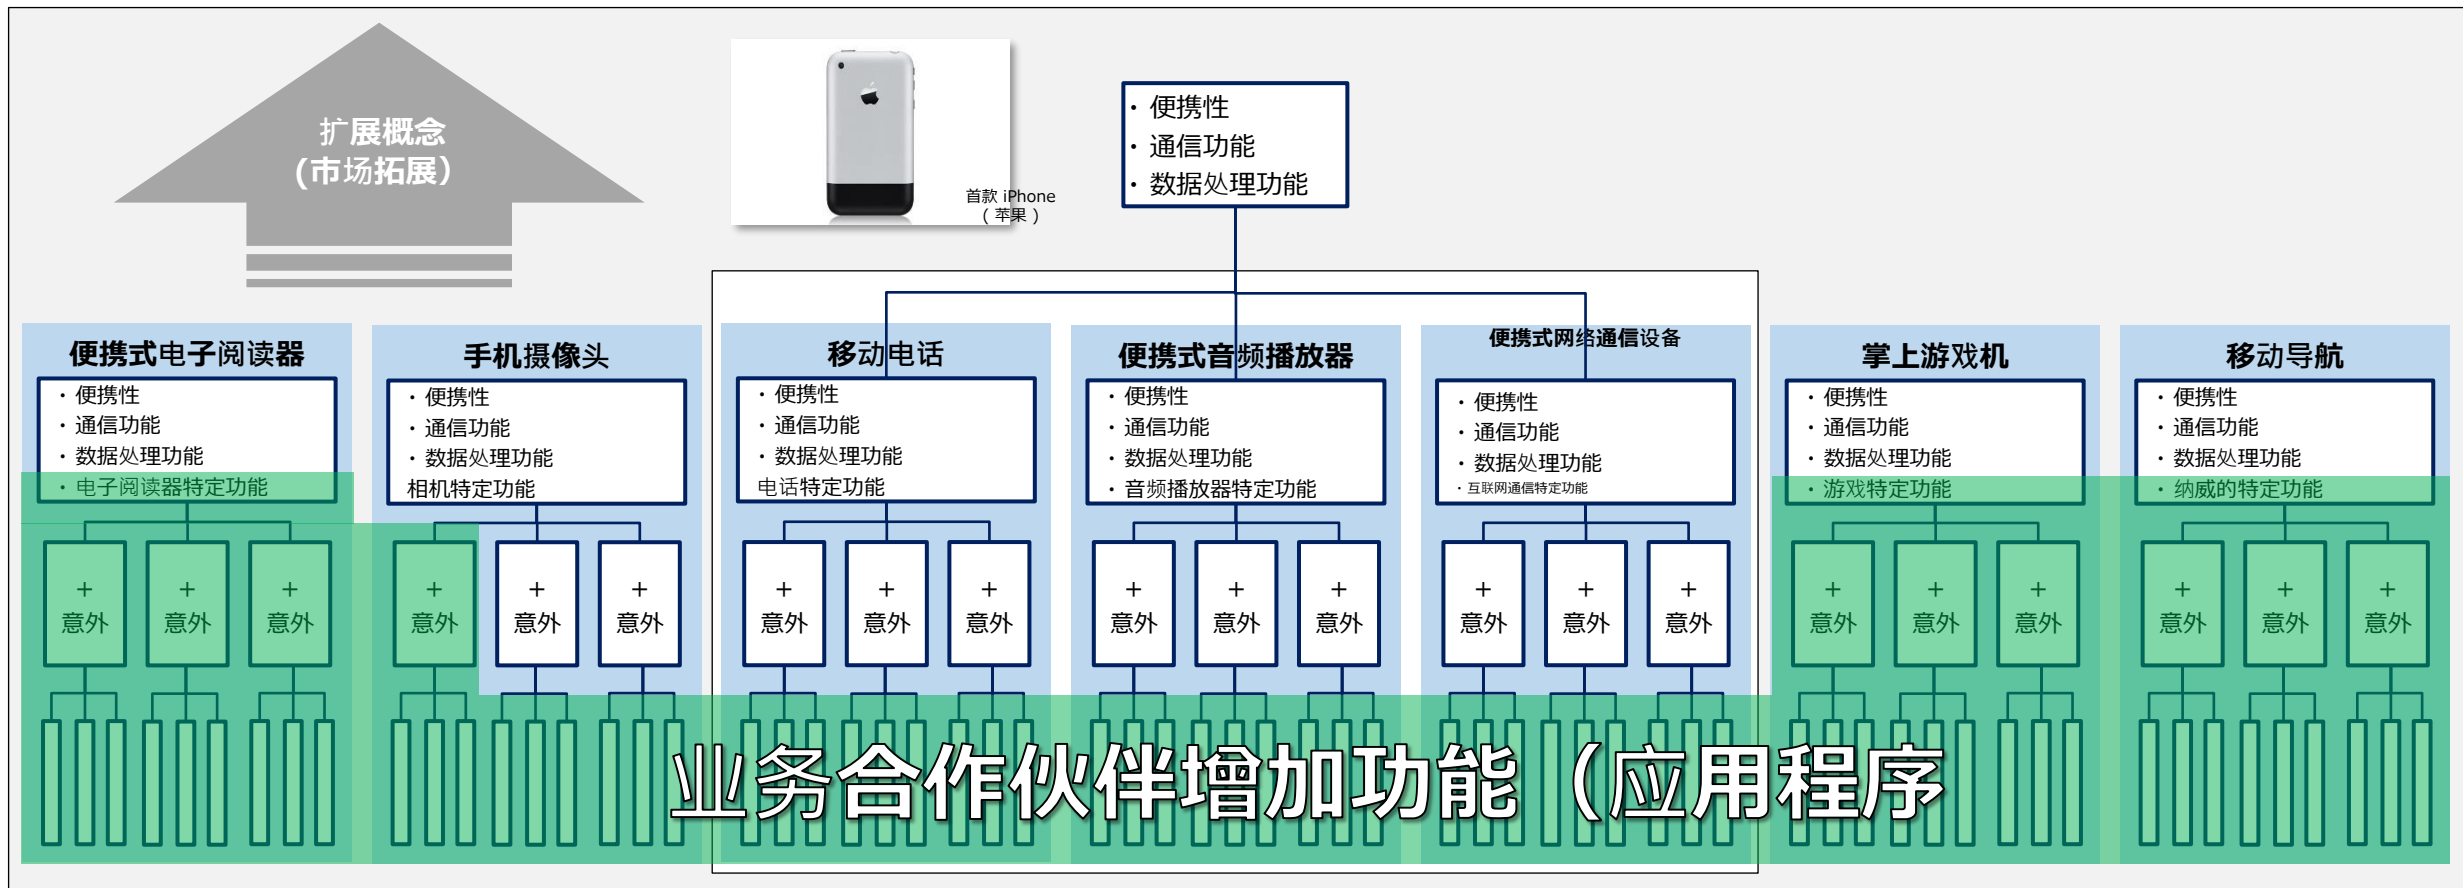 扩展概念
(市场拓展）
首款 iPhone
（ 苹果 ）
· 便携性
· 通信功能
· 数据处理功能
便携式电子阅读器
· 便携性
· 通信功能
· 数据处理功能
· 电子阅读器特定功能
+
意外
+
意外
+
意外
手机摄像头
· 便携性
· 通信功能
· 数据处理功能
相机特定功能
+
意外
+
意外
+
意外
移动电话
· 便携性
· 通信功能
· 数据处理功能
电话特定功能
+
意外
+
意外
+
意外
便携式音频播放器
· 便携性
· 通信功能
· 数据处理功能
· 音频播放器特定功能
+
意外
+
意外
+
意外
便携式网络通信设备
· 便携性
· 通信功能
· 数据处理功能
· 互联网通信特定功能
+
意外
+
意外
+
意外
掌上游戏机
· 便携性
· 通信功能
· 数据处理功能
· 游戏特定功能
+
意外
+
意外
+
意外
移动导航
· 便携性
· 通信功能
· 数据处理功能
· 纳威的特定功能
+
意外
+
意外
+
意外
业务合作伙伴增加功能（应用程序